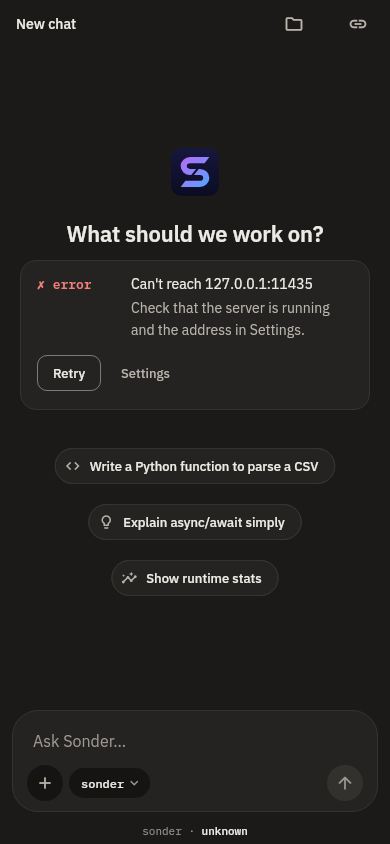 New chat
What should we work on?
✗ error
Can't reach 127.0.0.1:11435
Check that the server is running
and the address in Settings.
Retry
Settings
Write a Python function to parse a CSV
Explain async/await simply
Show runtime stats
Ask Sonder...
sonder
sonder · unknown